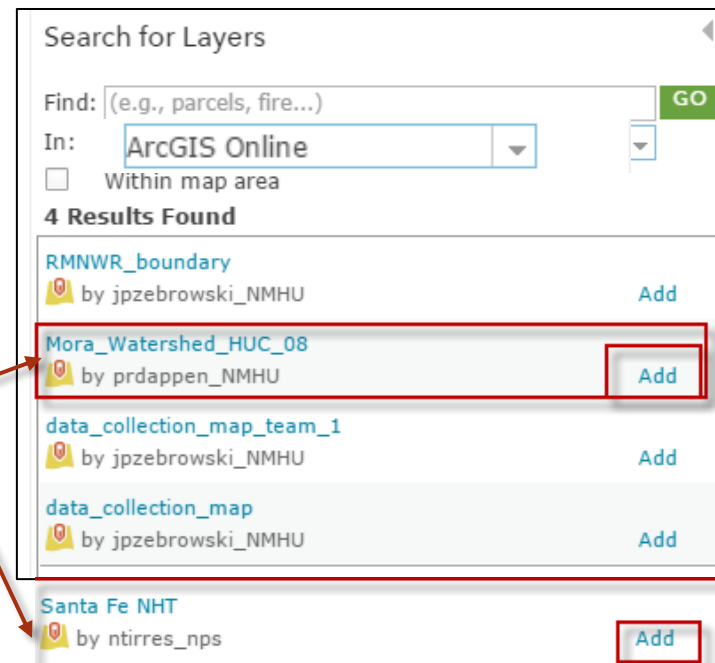 Search for Layers
Find: (e.g., parcels, fire...) GO
In: ArcGIS Online
Within map area
4 Results Found
RMNWR_boundary
by jpzebrowski_NMHU Add
Mora_Watershed_HUC_08
by prdappen_NMHU Add
data_collection_map_team_1
by jpzebrowski_NMHU Add
data_collection_map
by jpzebrowski_NMHU Add
Santa Fe NHT
by ntirres_nps Add